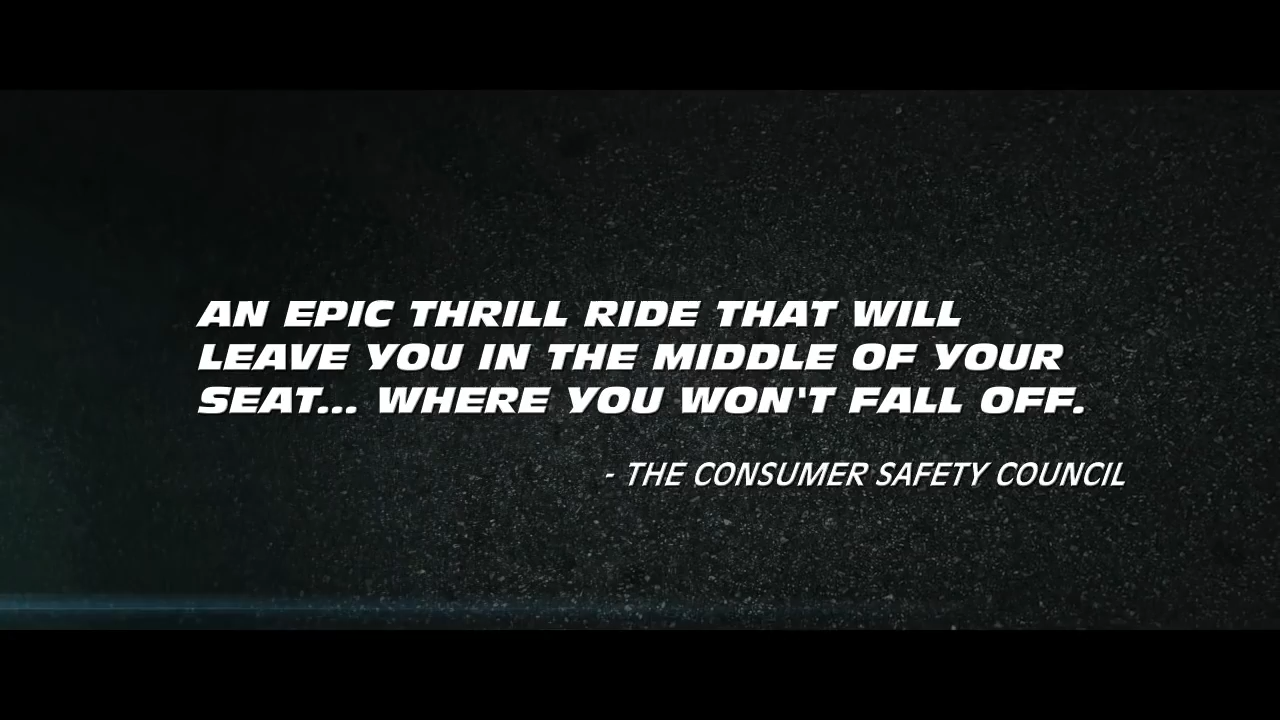 AN EPIC THRILL RIDE THAT WILL
LEAVE YOU IN THE MIDDLE OF YOUR
SEAT... WHERE YOU WON'T FALL OFF.
- THE CONSUMER SAFETY COUNCIL